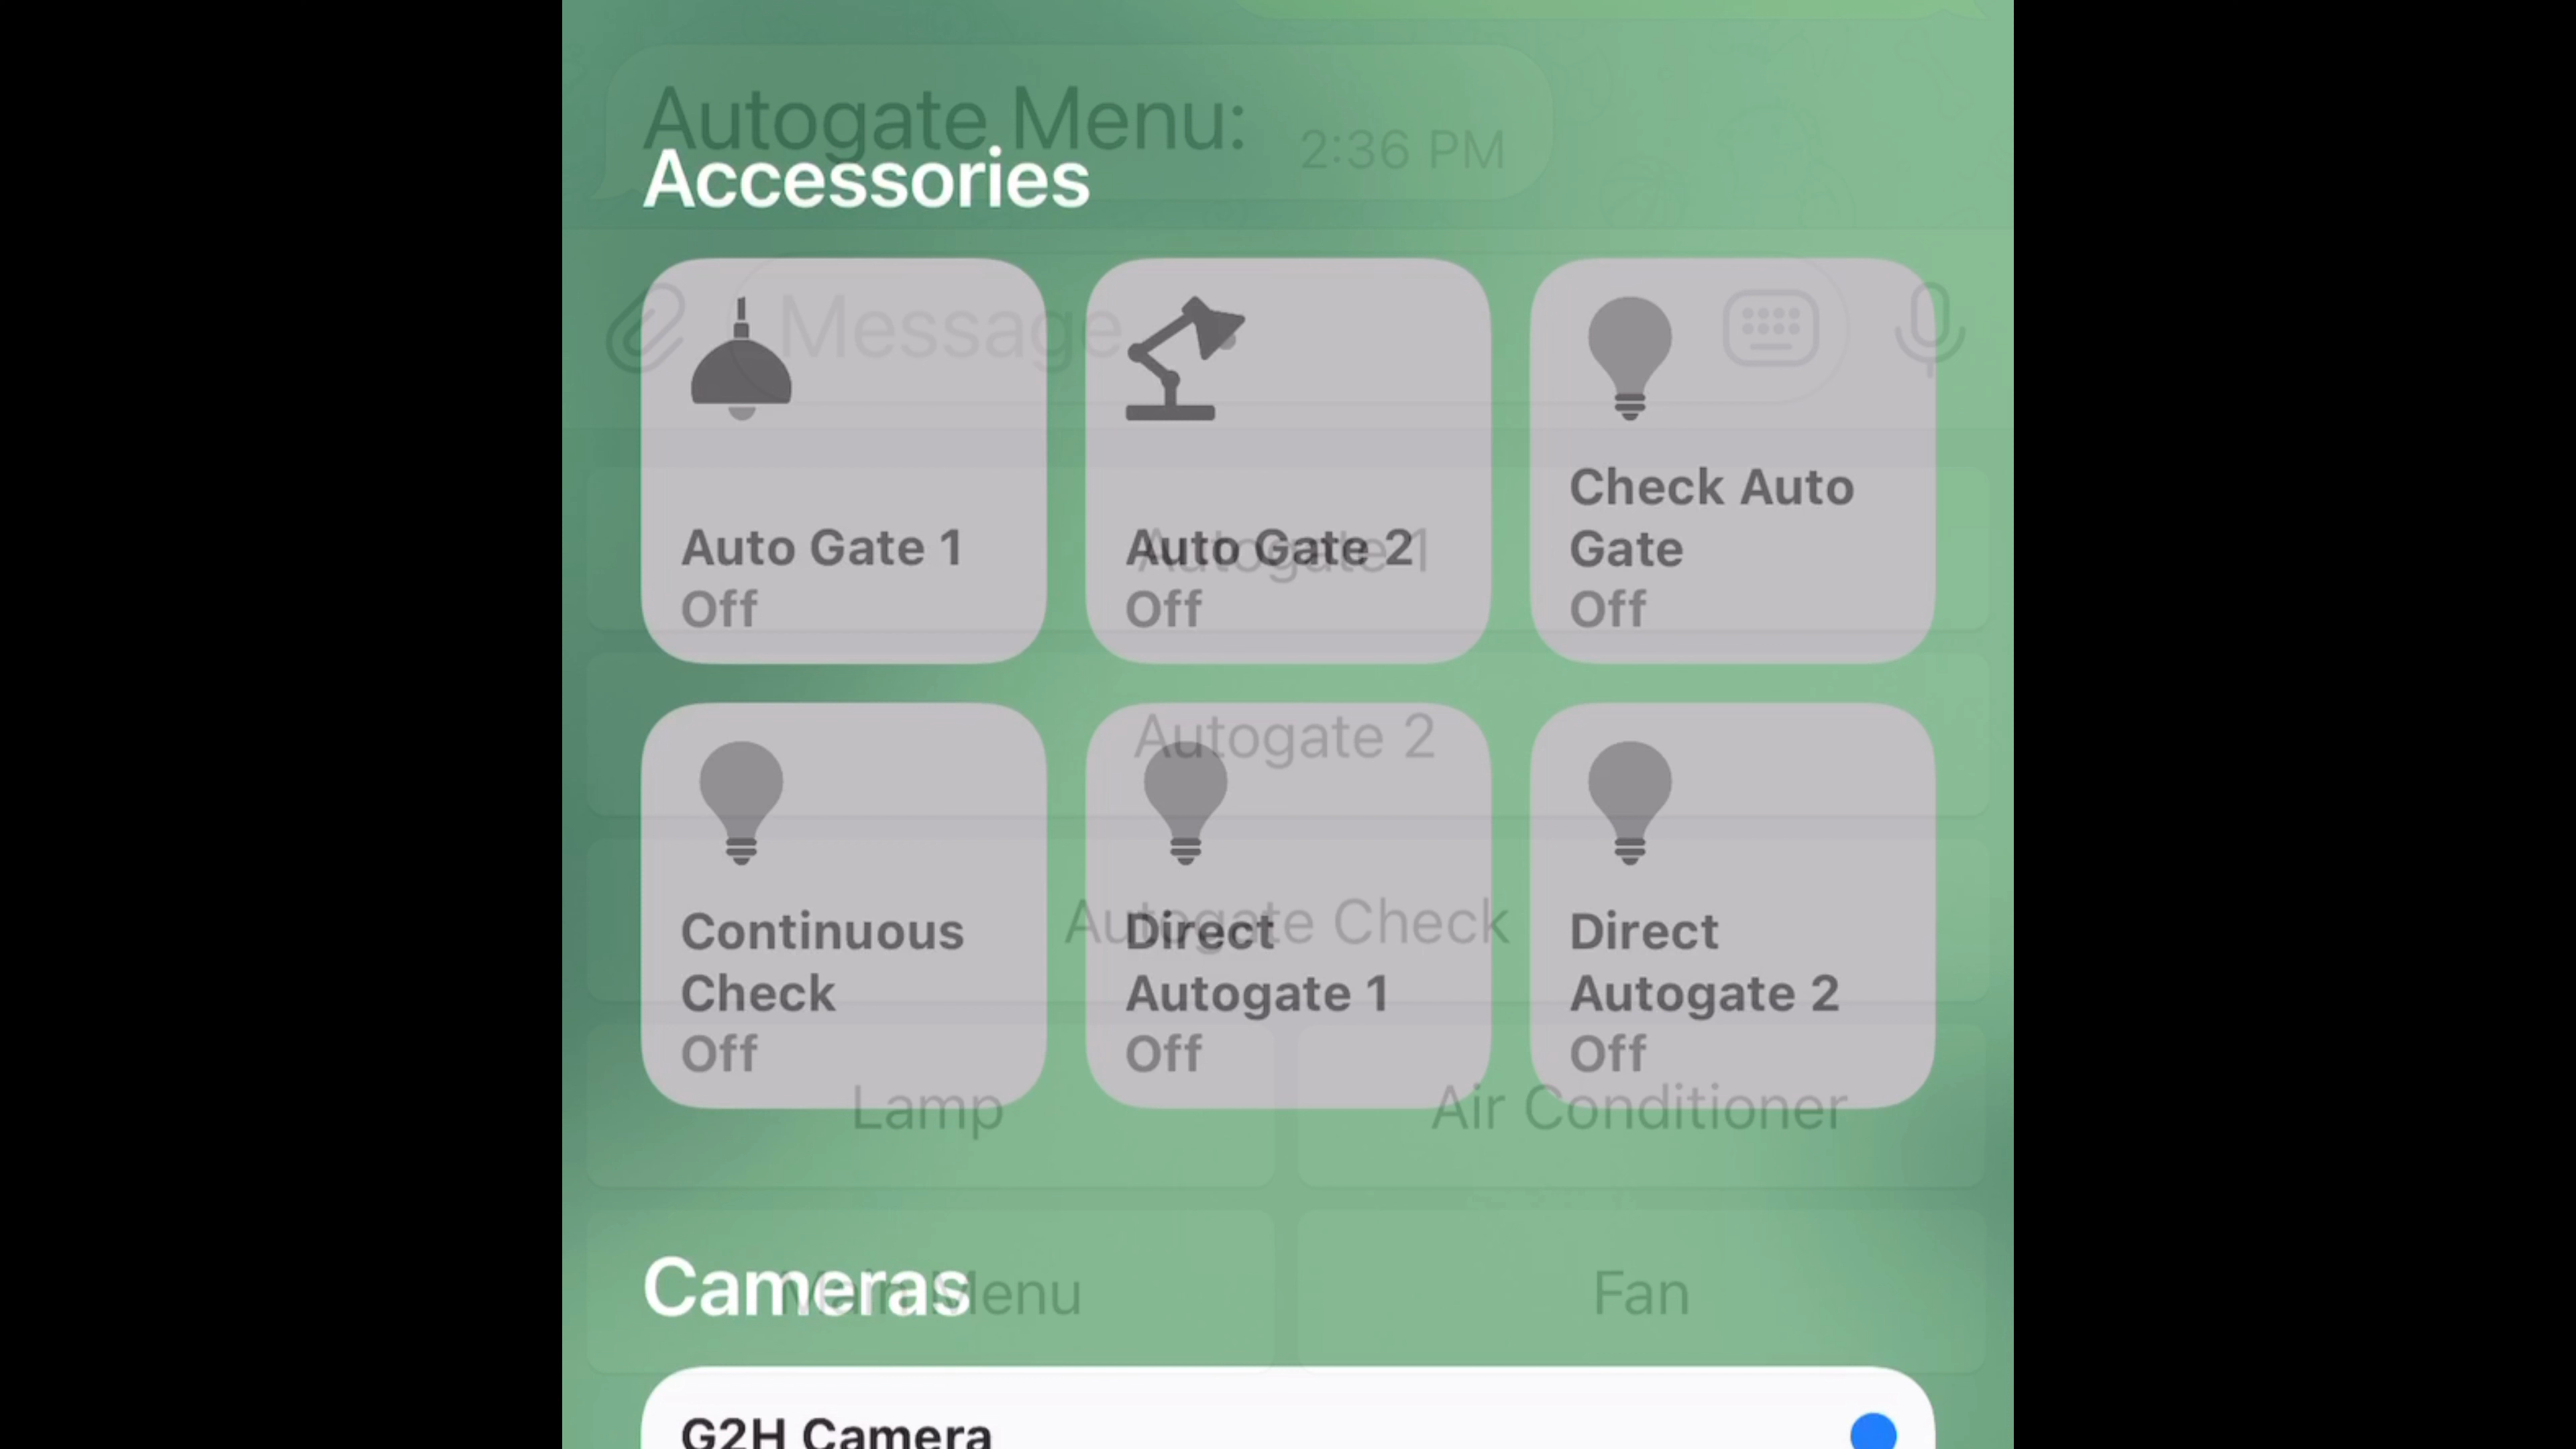 Autogate Menu:
2:36 PM
Accessories
Message
Auto Gate 1
Off
Auto Gate 2
Off
Check Auto
Gate
Off
Autogate 1
Autogate 2
Continuous
Check
Off
Direct
Autogate 1
Off
Direct
Autogate 2
Off
Autogate Check
Lamp
Air Conditioner
Cameras
Main Menu
Fan
G2H Camera